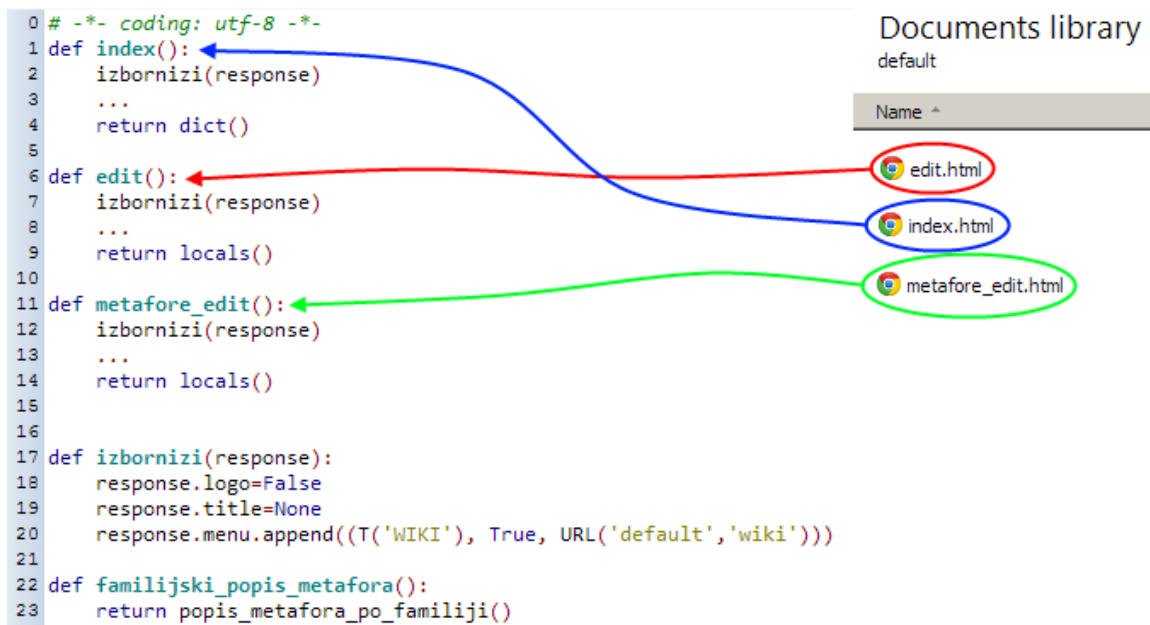 0 # -*- coding: utf-8 -*-
1 def index():
2     izbornizi(response)
3     ...
4     return dict()
5
6 def edit():
7     izbornizi(response)
8     ...
9     return locals()
10
11 def metafore_edit():
12     izbornizi(response)
13     ...
14     return locals()
15
16
17 def izbornizi(response):
18     response.logo=False
19     response.title=None
20     response.menu.append((T('WIKI'), True, URL('default','wiki')))
21
22 def familijski_popis_metafora():
23     return popis_metafora_po_familiji()
Documents library
default
Name
edit.html
index.html
metafore_edit.html